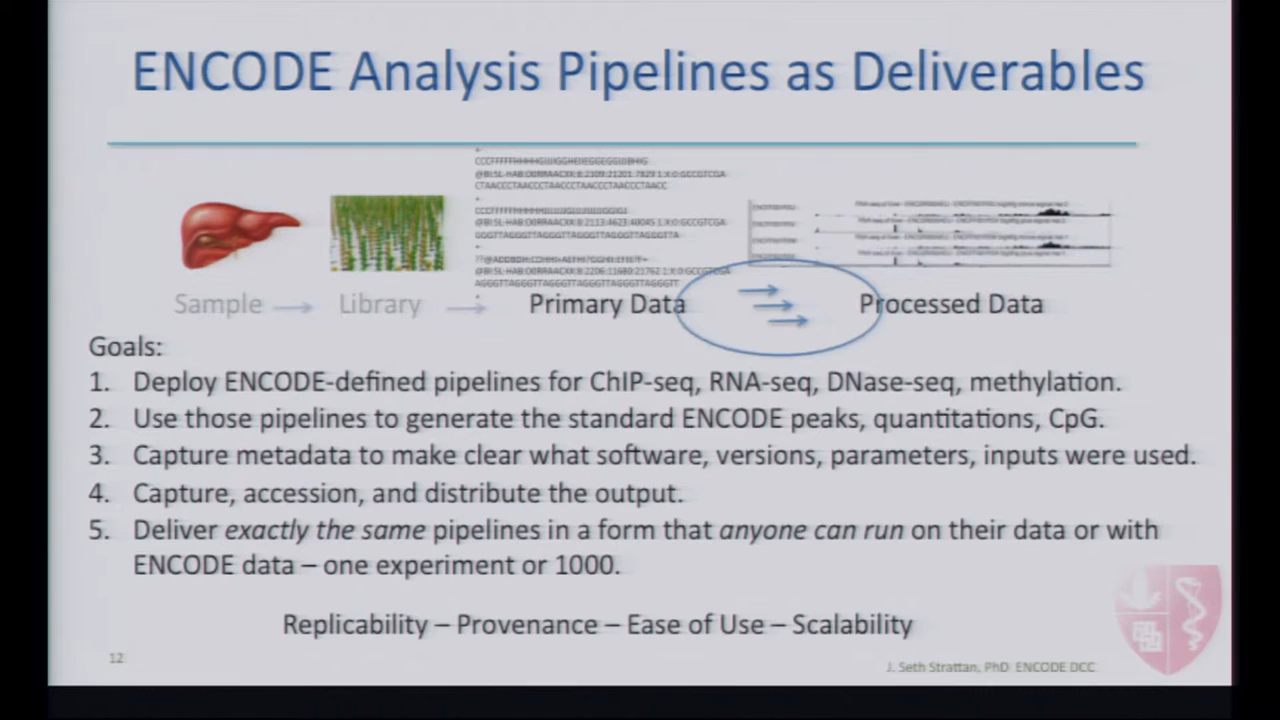 ENCODE Analysis Pipelines as Deliverables
Sample
Library
Primary Data
Processed Data
Goals:
1. Deploy ENCODE-defined pipelines for ChIP-seq, RNA-seq, DNase-seq, methylation.
2. Use those pipelines to generate the standard ENCODE peaks, quantitations, CpG.
3. Capture metadata to make clear what software, versions, parameters, inputs were used.
4. Capture, accession, and distribute the output.
5. Deliver exactly the same pipelines in a form that anyone can run on their data or with
ENCODE data – one experiment or 1000.
Replicability – Provenance – Ease of Use – Scalability
12
J. Seth Strattan, PhD ENCODE DCC